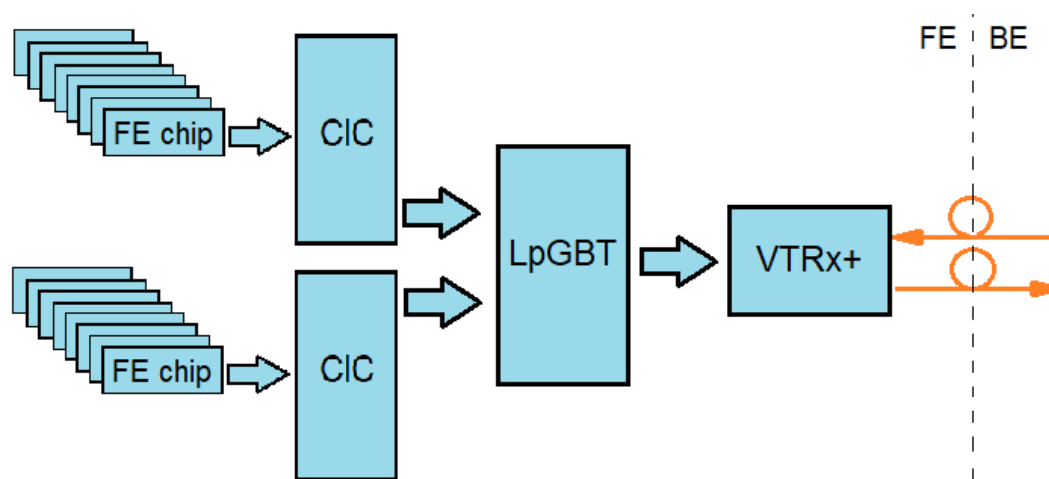 FE BE
FE chip
CIC
LpGBT
VTRx+
FE chip
CIC